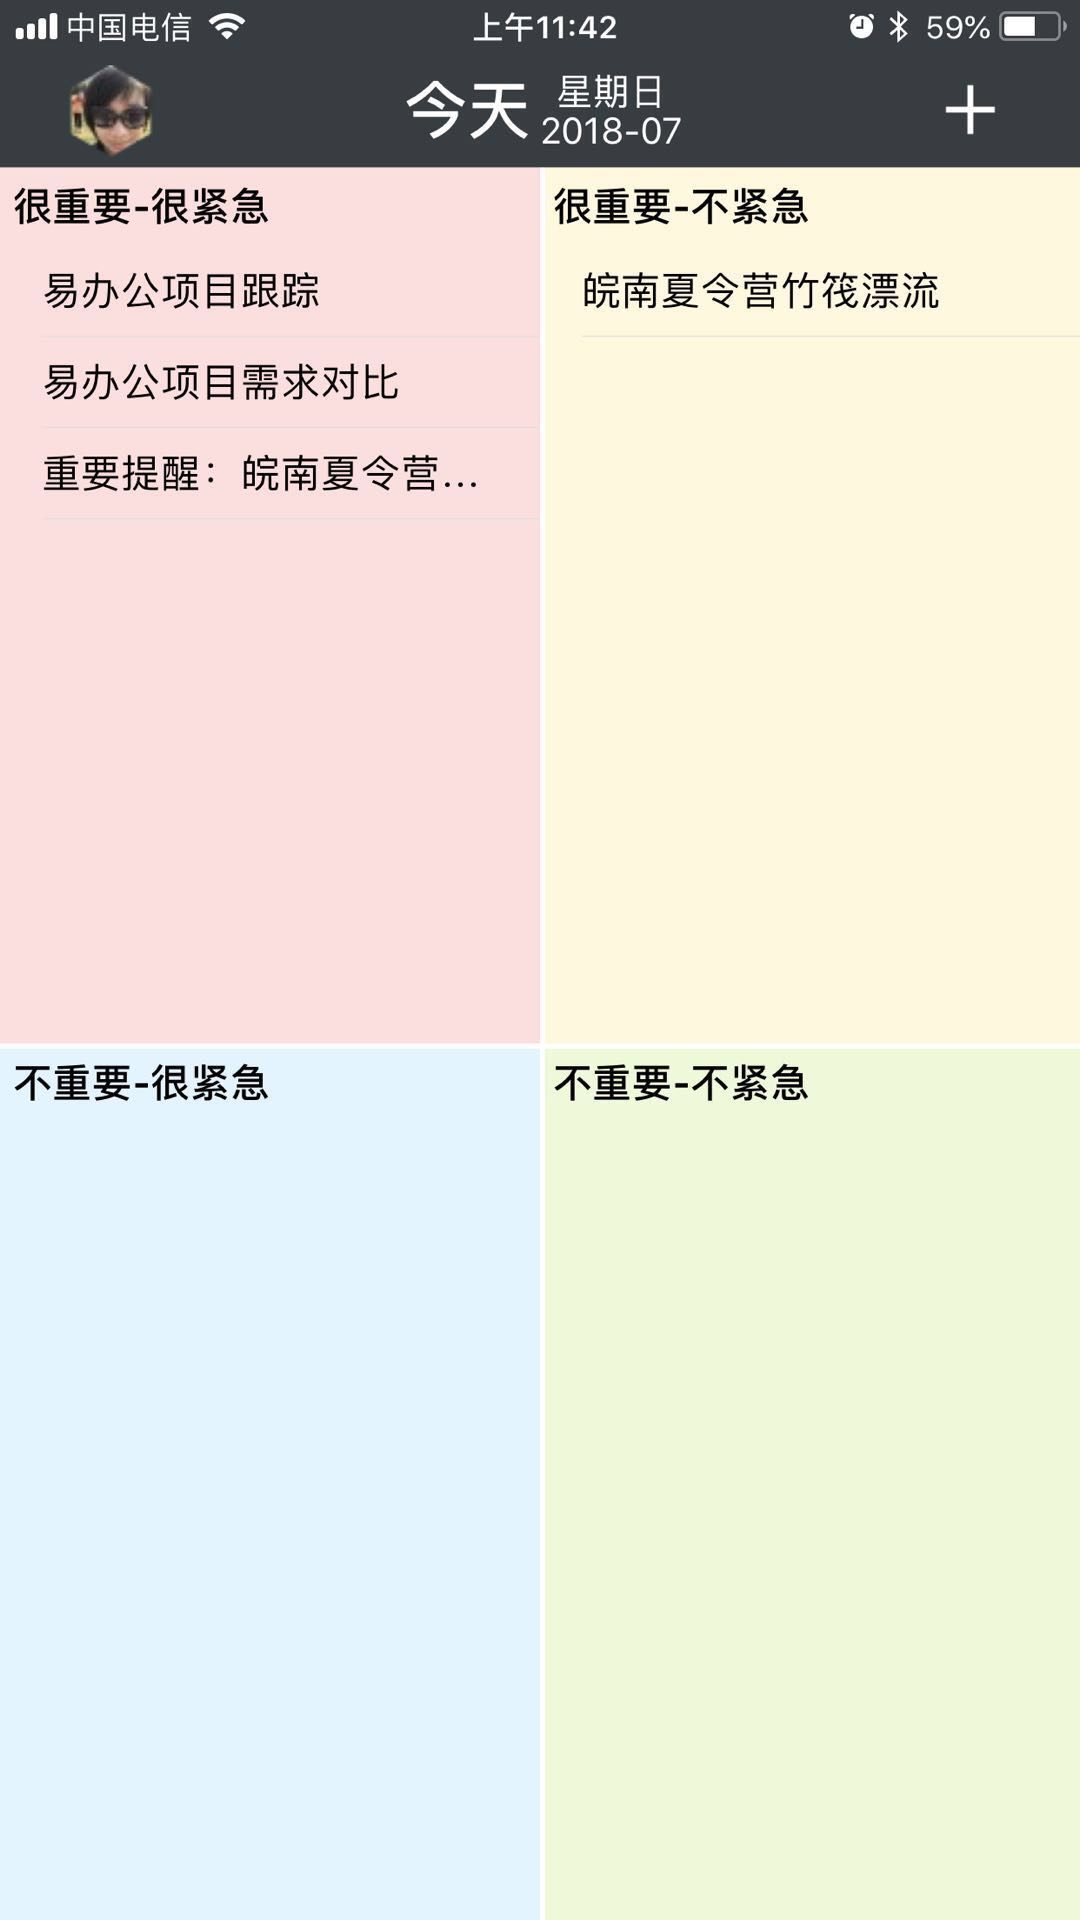 中国电信 上午11:42 59%
今天 星期日
2018-07
很重要-很紧急
易办公项目跟踪
易办公项目需求对比
重要提醒：皖南夏令营...
很重要-不紧急
皖南夏令营竹筏漂流
不重要-很紧急
不重要-不紧急